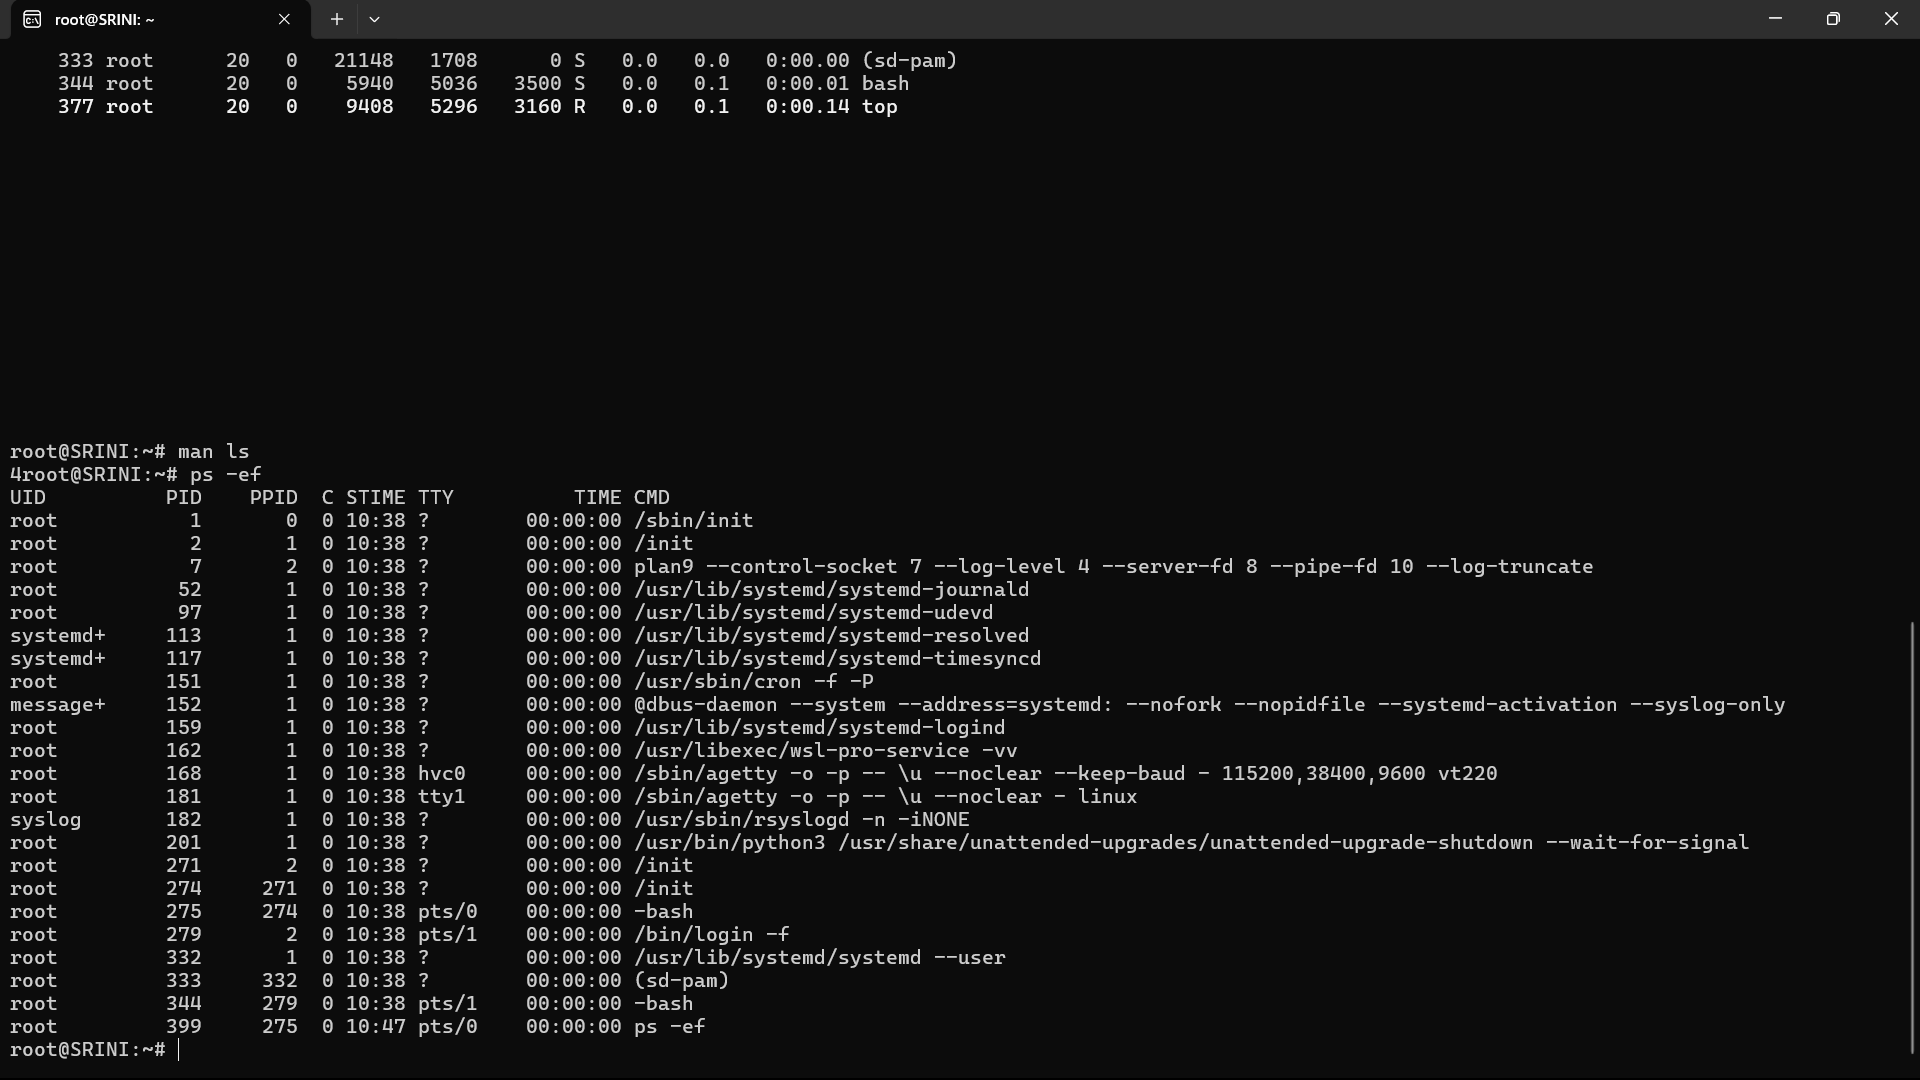 root@SRINI: ~
333 root      20   0   21148   1708      0 S   0.0   0.0   0:00.00 (sd-pam)
344 root      20   0    5940   5036   3500 S   0.0   0.1   0:00.01 bash
377 root      20   0    9408   5296   3160 R   0.0   0.1   0:00.14 top
root@SRINI:~# man ls
4root@SRINI:~# ps -ef
UID          PID    PPID  C STIME TTY          TIME CMD
root           1       0  0 10:38 ?        00:00:00 /sbin/init
root           2       1  0 10:38 ?        00:00:00 /init
root           7       2  0 10:38 ?        00:00:00 plan9 --control-socket 7 --log-level 4 --server-fd 8 --pipe-fd 10 --log-truncate
root          52       1  0 10:38 ?        00:00:00 /usr/lib/systemd/systemd-journald
root          97       1  0 10:38 ?        00:00:00 /usr/lib/systemd/systemd-udevd
systemd+     113       1  0 10:38 ?        00:00:00 /usr/lib/systemd/systemd-resolved
systemd+     117       1  0 10:38 ?        00:00:00 /usr/lib/systemd/systemd-timesyncd
root         151       1  0 10:38 ?        00:00:00 /usr/sbin/cron -f -P
message+     152       1  0 10:38 ?        00:00:00 @dbus-daemon --system --address=systemd: --nofork --nopidfile --systemd-activation --syslog-only
root         159       1  0 10:38 ?        00:00:00 /usr/lib/systemd/systemd-logind
root         162       1  0 10:38 ?        00:00:00 /usr/libexec/wsl-pro-service -vv
root         168       1  0 10:38 hvc0     00:00:00 /sbin/agetty -o -p -- \u --noclear --keep-baud - 115200,38400,9600 vt220
root         181       1  0 10:38 tty1     00:00:00 /sbin/agetty -o -p -- \u --noclear - linux
syslog       182       1  0 10:38 ?        00:00:00 /usr/sbin/rsyslogd -n -iNONE
root         201       1  0 10:38 ?        00:00:00 /usr/bin/python3 /usr/share/unattended-upgrades/unattended-upgrade-shutdown --wait-for-signal
root         271       2  0 10:38 ?        00:00:00 /init
root         274     271  0 10:38 ?        00:00:00 /init
root         275     274  0 10:38 pts/0    00:00:00 -bash
root         279       2  0 10:38 pts/1    00:00:00 /bin/login -f
root         332       1  0 10:38 ?        00:00:00 /usr/lib/systemd/systemd --user
root         333     332  0 10:38 ?        00:00:00 (sd-pam)
root         344     279  0 10:38 pts/1    00:00:00 -bash
root         399     275  0 10:47 pts/0    00:00:00 ps -ef
root@SRINI:~#